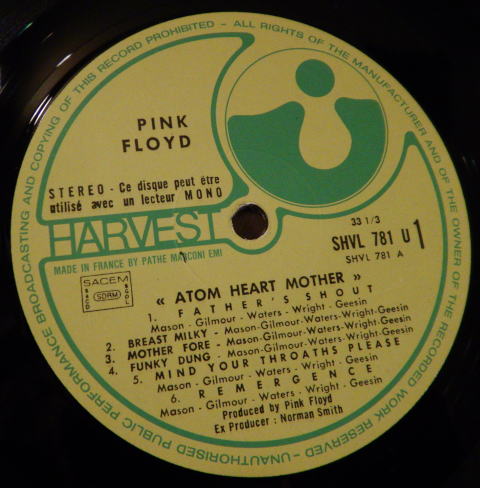 ALL RIGHTS OF THE MANUFACTURER AND OF THE OWNER OF THE RECORDED WORK RESERVED - UNAUTHORISED PUBLIC PERFORMANCE BROADCASTING AND COPYING OF THIS RECORD PROHIBITED -
PINK
FLOYD
STEREO - Ce disque peut être
utilisé avec un lecteur MONO
HARVEST
MADE IN FRANCE BY PATHE MARCONI EMI
33 1/3
SHVL 781 U 1
SHVL 781 A
SACEM
SACD
SDRM
SGDL
« ATOM HEART MOTHER »
1. FATHER'S SHOUT
Mason - Gilmour - Waters - Wright - Geesin
2. BREAST MILKY - Mason-Gilmour-Waters-Wright-Geesin
3. MOTHER FORE - Mason-Gilmour-Waters-Wright-Geesin
4. FUNKY DUNG - Mason-Gilmour-Waters-Wright-Geesin
5. MIND YOUR THROATHS PLEASE
Mason - Gilmour - Waters - Wright - Geesin
6. REMERGENCE
Mason - Gilmour - Waters - Wright - Geesin
Produced by Pink Floyd
Ex Producer : Norman Smith